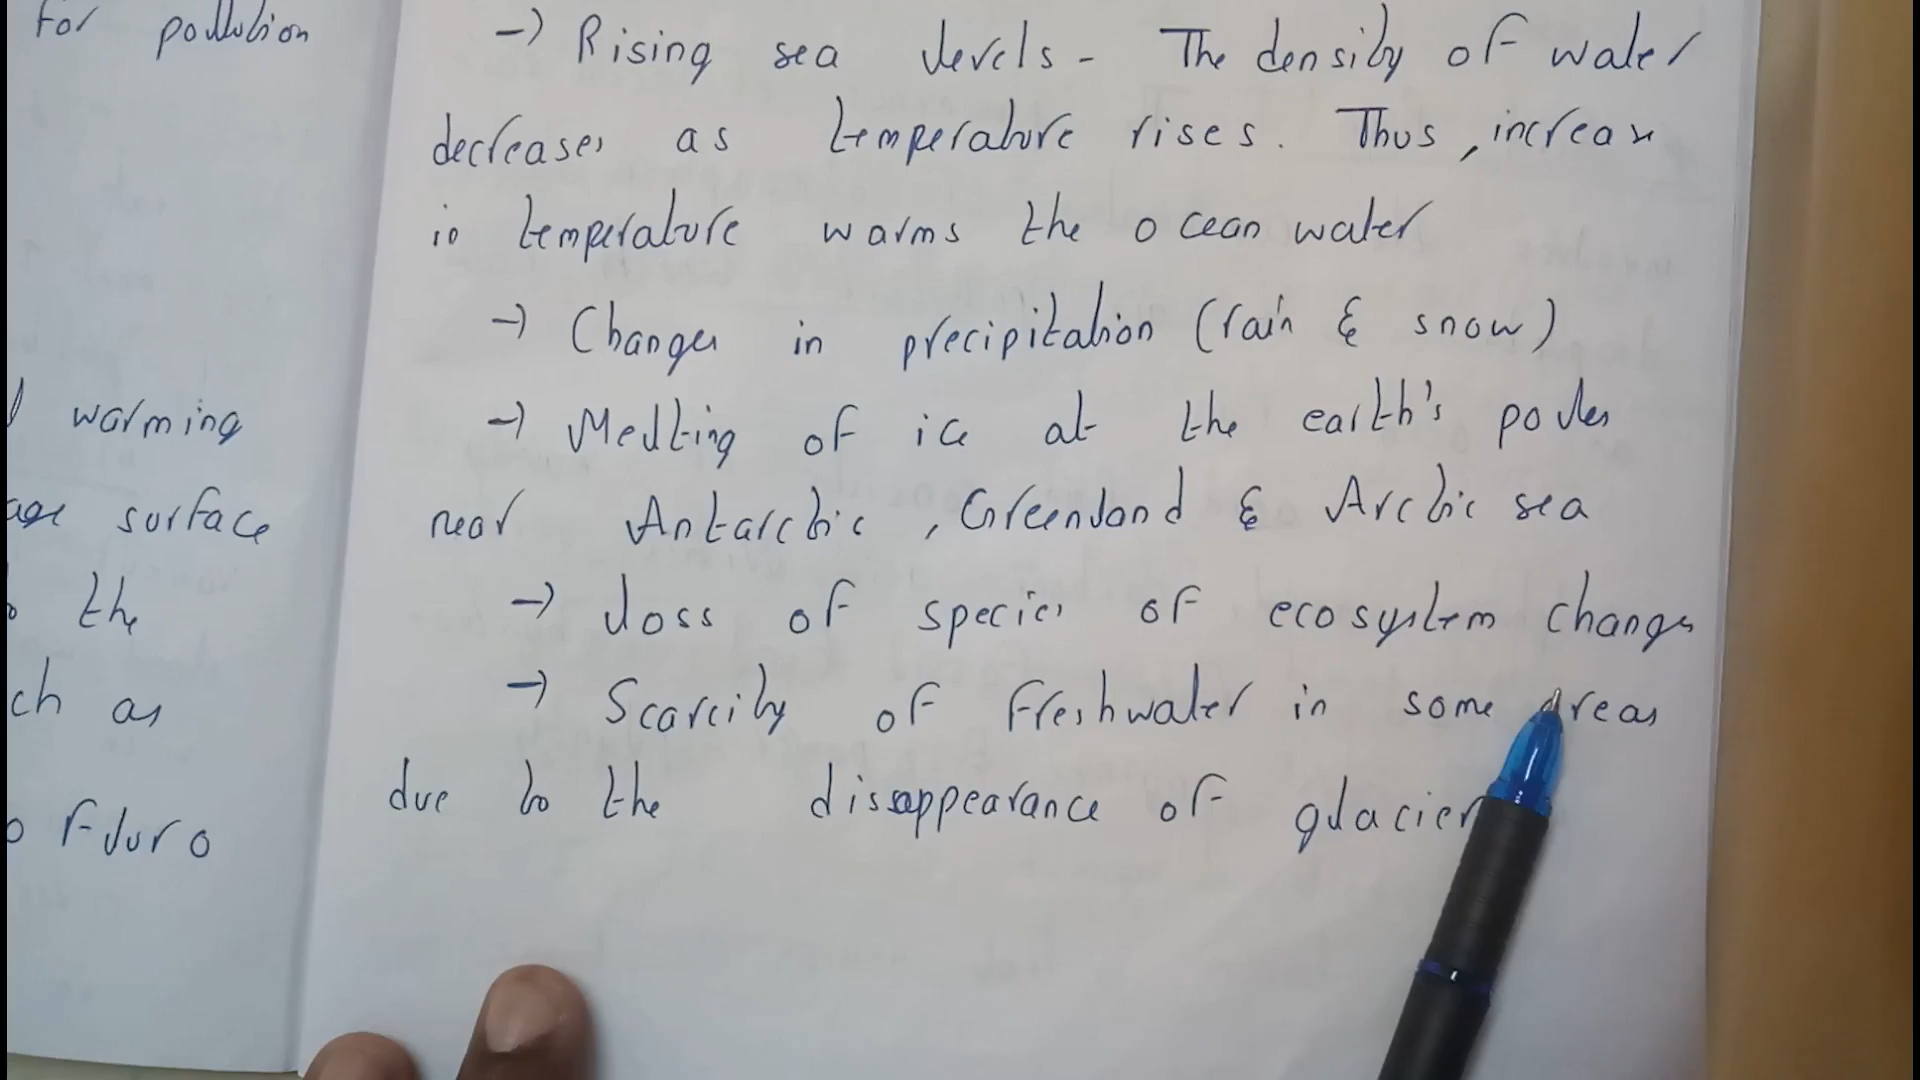 for pollution
warming
age surface
the
ch as
Fluro
→ Rising sea levels - The density of water
decreases as temperature rises. Thus, increase
in temperature warms the ocean water
→ Changes in precipitation (rain & snow)
→ Melting of ice at the earth's poles
near Antarctic, Greenland & Arctic sea
→ loss of species of ecosystem changes
→ Scarcity of freshwater in some areas
due to the disappearance of glacier